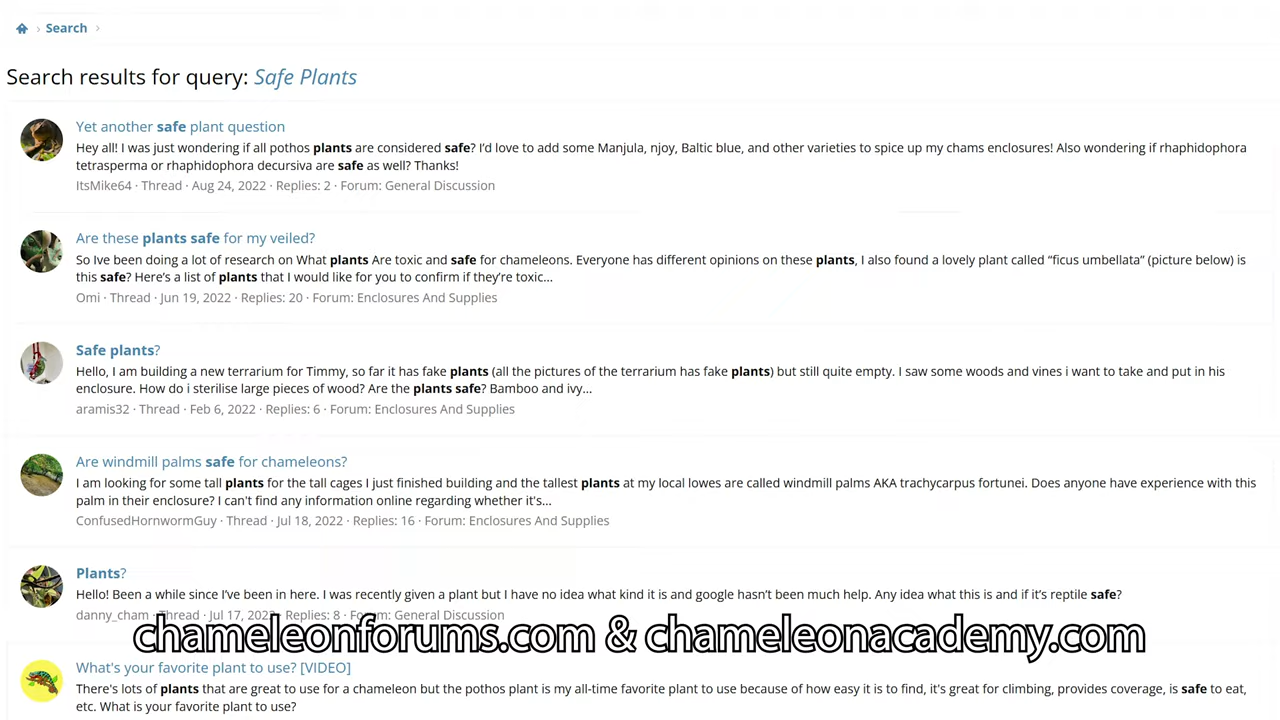 Search
Search results for query: Safe Plants
Yet another safe plant question
Hey all! I was just wondering if all pothos plants are considered safe? I’d love to add some Manjula, njoy, Baltic blue, and other varieties to spice up my chams enclosures! Also wondering if rhaphidophora
tetrasperma or rhaphidophora decursiva are safe as well? Thanks!
ItsMike64 · Thread · Aug 24, 2022 · Replies: 2 · Forum: General Discussion
Are these plants safe for my veiled?
So Ive been doing a lot of research on What plants Are toxic and safe for chameleons. Everyone has different opinions on these plants, I also found a lovely plant called “ficus umbellata” (picture below) is
this safe? Here’s a list of plants that I would like for you to confirm if they’re toxic...
Omi · Thread · Jun 19, 2022 · Replies: 20 · Forum: Enclosures And Supplies
Safe plants?
Hello, I am building a new terrarium for Timmy, so far it has fake plants (all the pictures of the terrarium has fake plants) but still quite empty. I saw some woods and vines i want to take and put in his
enclosure. How do i sterilise large pieces of wood? Are the plants safe? Bamboo and ivy...
aramis32 · Thread · Feb 6, 2022 · Replies: 6 · Forum: Enclosures And Supplies
Are windmill palms safe for chameleons?
I am looking for some tall plants for the tall cages I just finished building and the tallest plants at my local lowes are called windmill palms AKA trachycarpus fortunei. Does anyone have experience with this
palm in their enclosure? I can't find any information online regarding whether it's...
ConfusedHornwormGuy · Thread · Jul 18, 2022 · Replies: 16 · Forum: Enclosures And Supplies
Plants?
Hello! Been a while since I’ve been in here. I was recently given a plant but I have no idea what kind it is and google hasn’t been much help. Any idea what this is and if it’s reptile safe?
danny_cham · Thread · Jul 17, 2022 · Replies: 8 · Forum: General Discussion
chameleonforums.com & chameleonacademy.com
What's your favorite plant to use? [VIDEO]
There's lots of plants that are great to use for a chameleon but the pothos plant is my all-time favorite plant to use because of how easy it is to find, it's great for climbing, provides coverage, is safe to eat,
etc. What is your favorite plant to use?